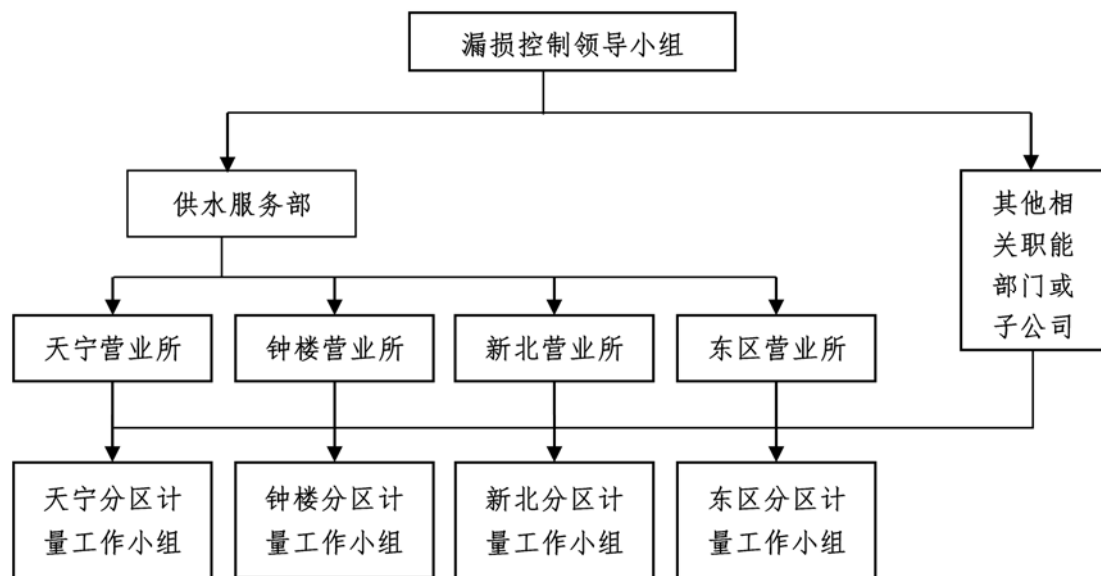 漏损控制领导小组
供水服务部
其他相
关职能
部门或
子公司
天宁营业所
钟楼营业所
新北营业所
东区营业所
天宁分区计
量工作小组
钟楼分区计
量工作小组
新北分区计
量工作小组
东区分区计
量工作小组